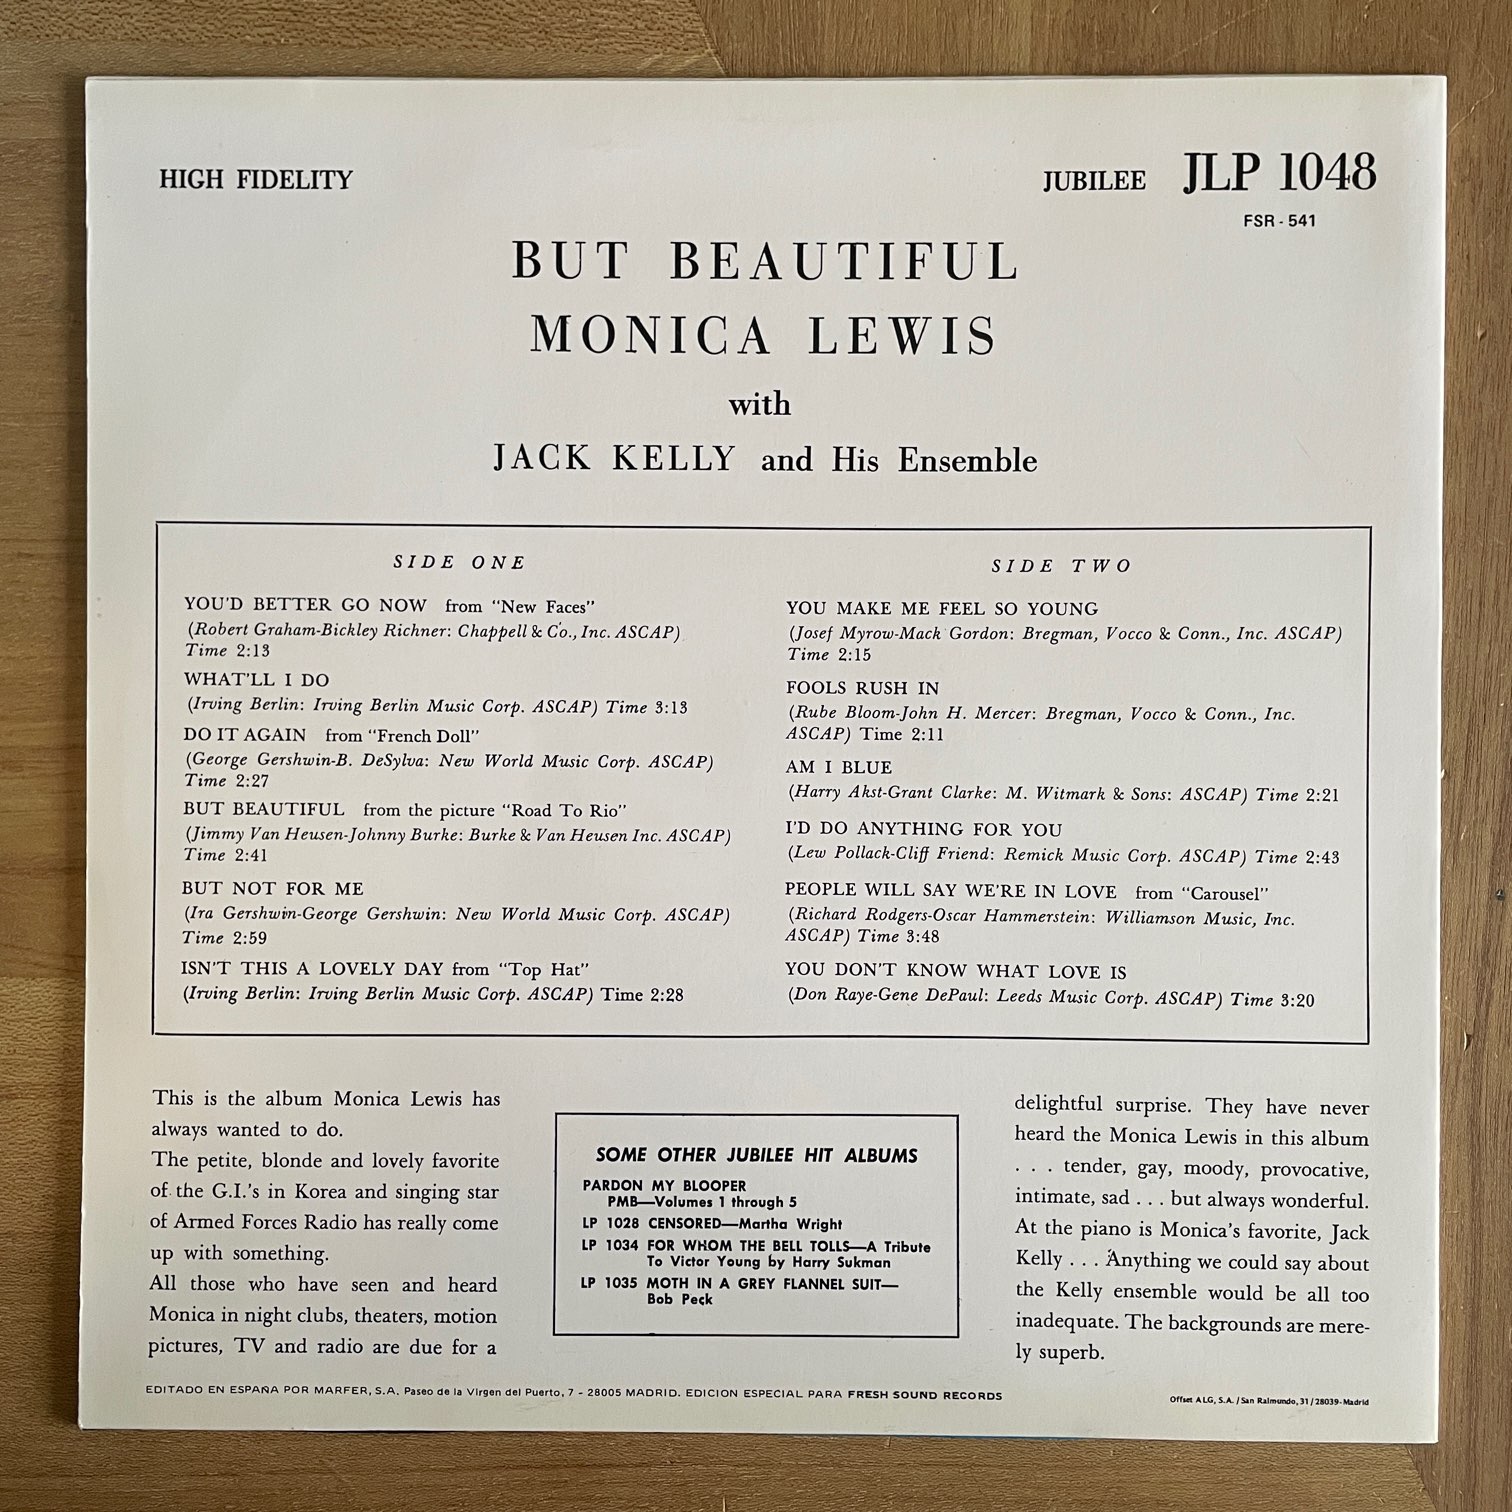 HIGH FIDELITY
JUBILEE JLP 1048
FSR - 541
BUT BEAUTIFUL
MONICA LEWIS
with
JACK KELLY and His Ensemble
SIDE ONE
YOU'D BETTER GO NOW from "New Faces"
(Robert Graham-Bickley Richner: Chappell & Co., Inc. ASCAP)
Time 2:13
WHAT'LL I DO
(Irving Berlin: Irving Berlin Music Corp. ASCAP) Time 3:13
DO IT AGAIN from "French Doll"
(George Gershwin-B. DeSylva: New World Music Corp. ASCAP)
Time 2:27
BUT BEAUTIFUL from the picture "Road To Rio"
(Jimmy Van Heusen-Johnny Burke: Burke & Van Heusen Inc. ASCAP)
Time 2:41
BUT NOT FOR ME
(Ira Gershwin-George Gershwin: New World Music Corp. ASCAP)
Time 2:59
ISN'T THIS A LOVELY DAY from "Top Hat"
(Irving Berlin: Irving Berlin Music Corp. ASCAP) Time 2:28
SIDE TWO
YOU MAKE ME FEEL SO YOUNG
(Josef Myrow-Mack Gordon: Bregman, Vocco & Conn., Inc. ASCAP)
Time 2:15
FOOLS RUSH IN
(Rube Bloom-John H. Mercer: Bregman, Vocco & Conn., Inc.
ASCAP) Time 2:11
AM I BLUE
(Harry Akst-Grant Clarke: M. Witmark & Sons: ASCAP) Time 2:21
I'D DO ANYTHING FOR YOU
(Lew Pollack-Cliff Friend: Remick Music Corp. ASCAP) Time 2:43
PEOPLE WILL SAY WE'RE IN LOVE from "Carousel"
(Richard Rodgers-Oscar Hammerstein: Williamson Music, Inc.
ASCAP) Time 3:48
YOU DON'T KNOW WHAT LOVE IS
(Don Raye-Gene DePaul: Leeds Music Corp. ASCAP) Time 3:20
This is the album Monica Lewis has
always wanted to do.
The petite, blonde and lovely favorite
of the G.I.'s in Korea and singing star
of Armed Forces Radio has really come
up with something.
All those who have seen and heard
Monica in night clubs, theaters, motion
pictures, TV and radio are due for a
SOME OTHER JUBILEE HIT ALBUMS
PARDON MY BLOOPER
PMB—Volumes 1 through 5
LP 1028 CENSORED—Martha Wright
LP 1034 FOR WHOM THE BELL TOLLS—A Tribute
To Victor Young by Harry Sukman
LP 1035 MOTH IN A GREY FLANNEL SUIT—
Bob Peck
delightful surprise. They have never
heard the Monica Lewis in this album
. . . tender, gay, moody, provocative,
intimate, sad . . . but always wonderful.
At the piano is Monica's favorite, Jack
Kelly . . . Anything we could say about
the Kelly ensemble would be all too
inadequate. The backgrounds are mere-
ly superb.
EDITADO EN ESPAÑA POR MARFER, S.A. Paseo de la Virgen del Puerto, 7 - 28005 MADRID. EDICION ESPECIAL PARA FRESH SOUND RECORDS
Offset ALG, S.A. / San Raimundo, 31 / 28039-Madrid